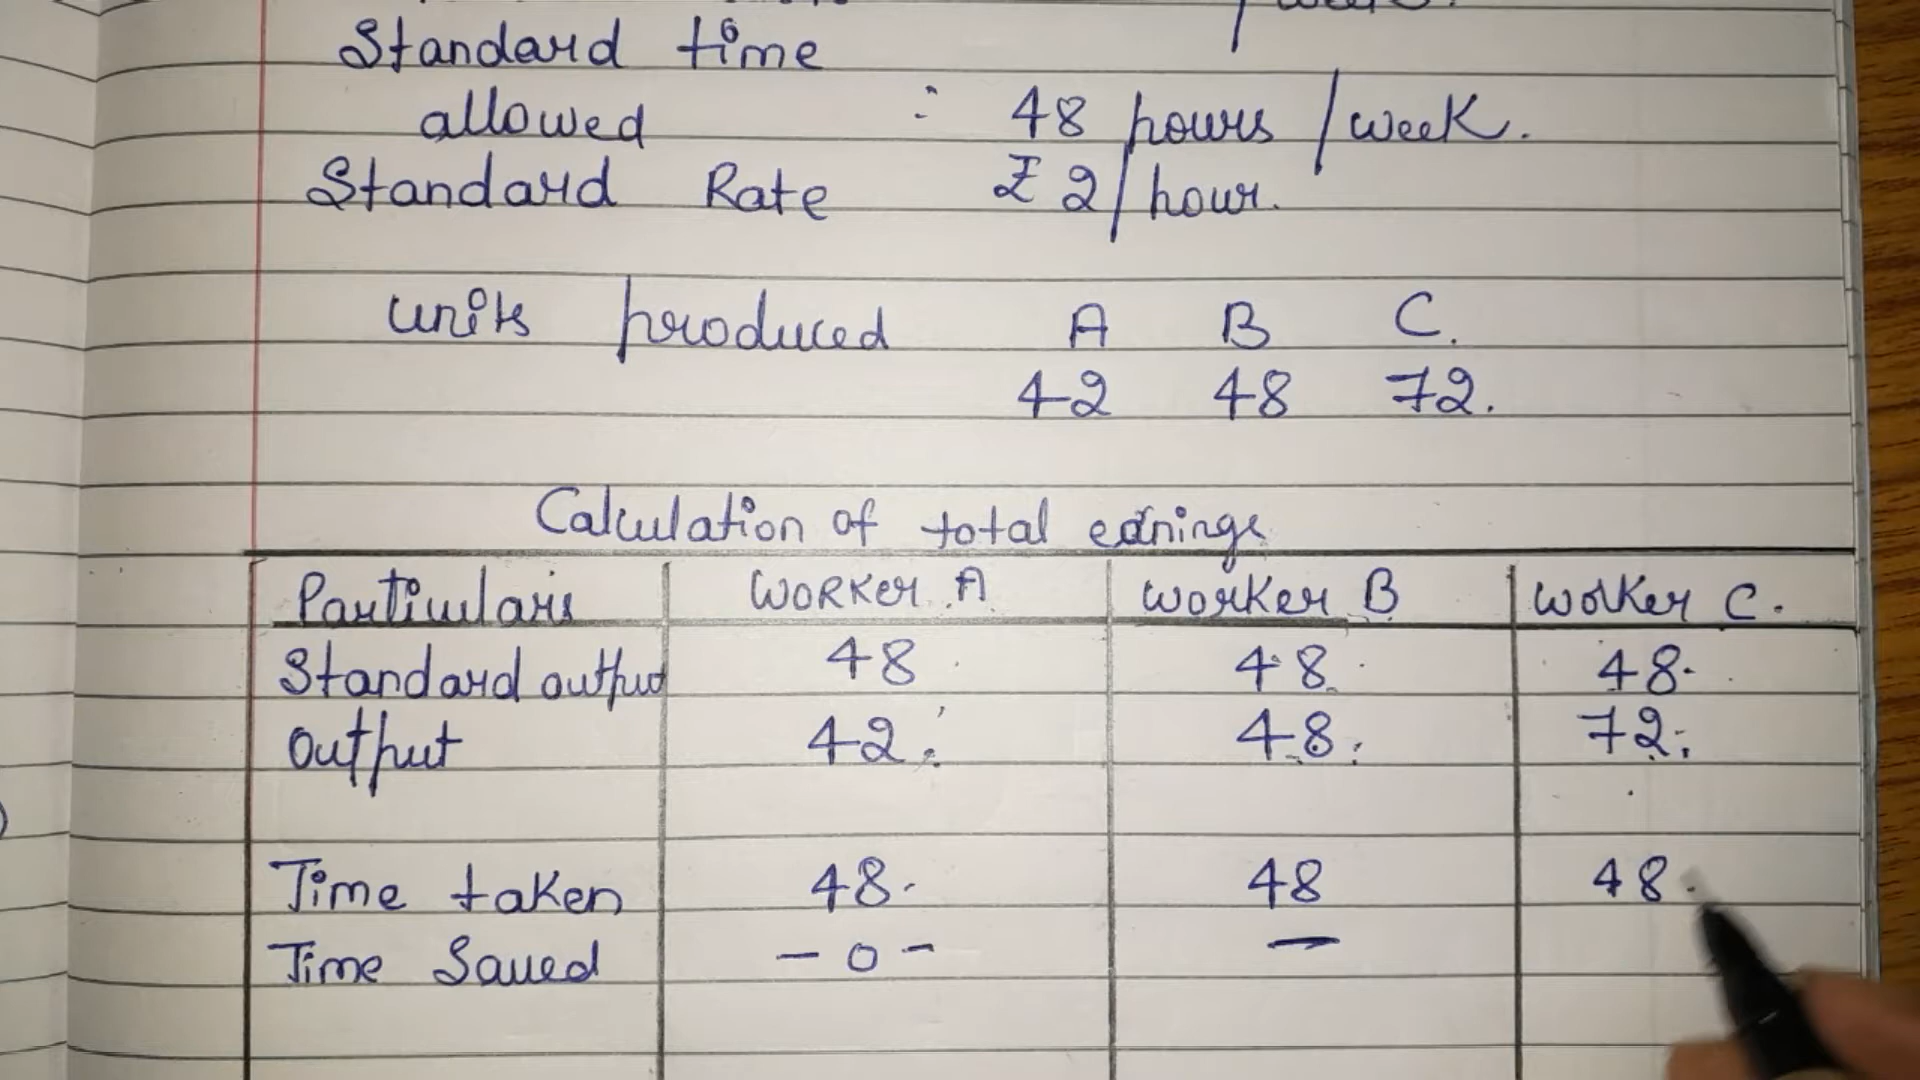 Standard time
allowed : 48 hours / week.
Standard Rate ₹ 2/hour.
units produced A B C.
42 48 72.
Calculation of total earnings
Particulars WORKER A Worker B Worker C.
Standard output 48 48 48.
Output 42. 48. 72.
Time taken 48. 48 48.
Time Saved - 0 - —